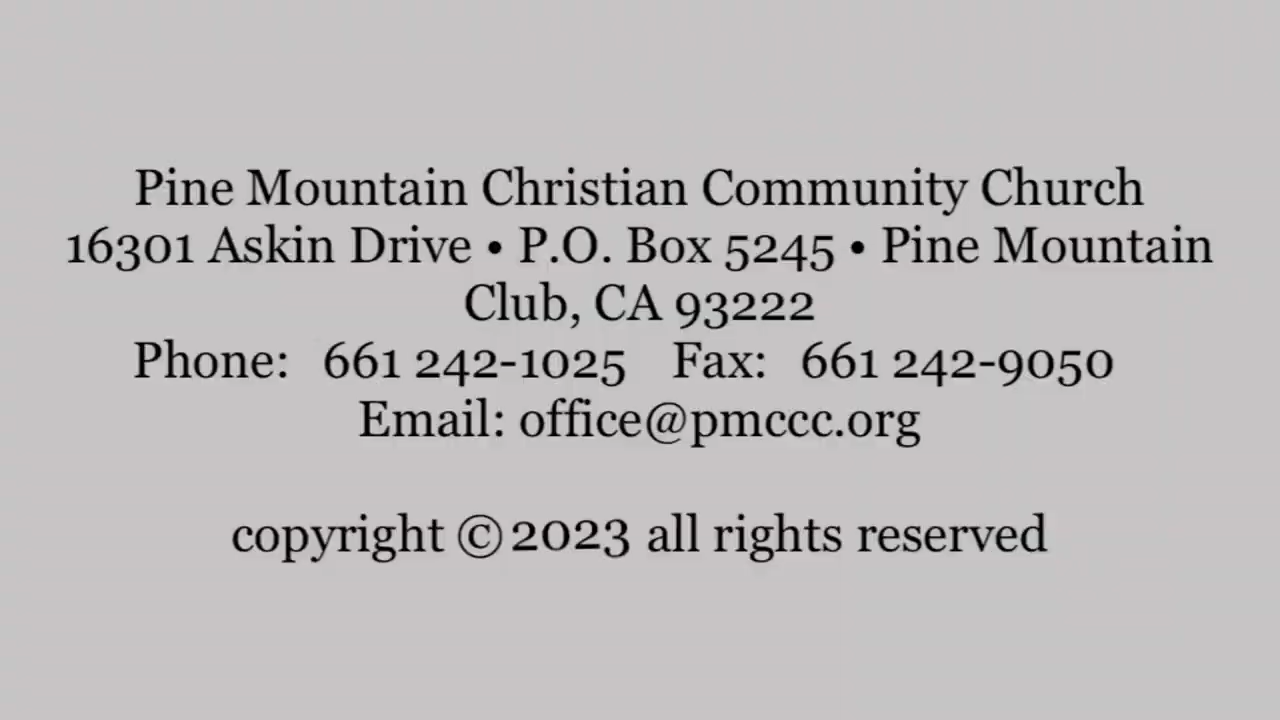 Pine Mountain Christian Community Church
16301 Askin Drive • P.O. Box 5245 • Pine Mountain
Club, CA 93222
Phone: 661 242-1025 Fax: 661 242-9050
Email: office@pmccc.org
copyright ©2023 all rights reserved